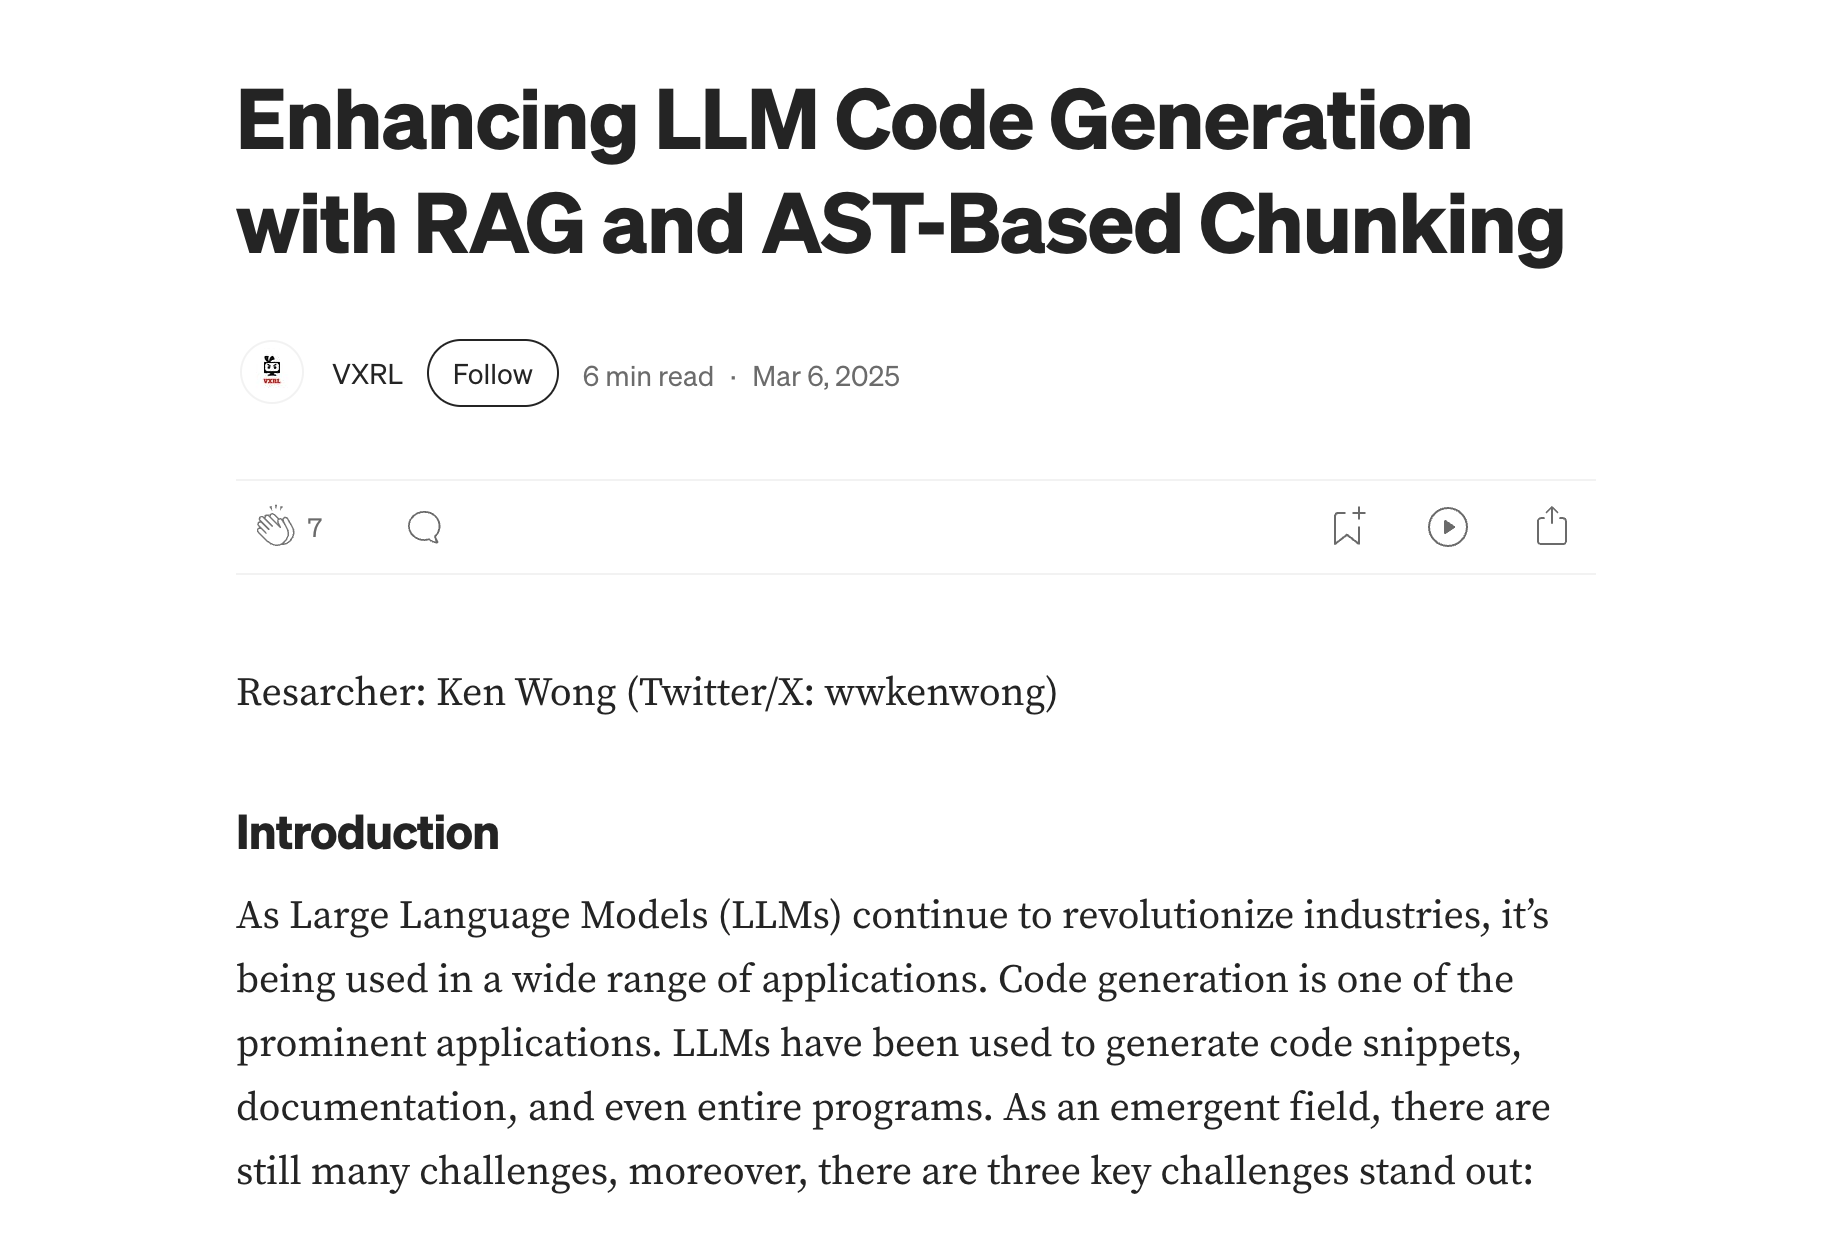 Enhancing LLM Code Generation
with RAG and AST-Based Chunking
VXRL
VXRL
Follow
6 min read · Mar 6, 2025
7
Resarcher: Ken Wong (Twitter/X: wwkenwong)
Introduction
As Large Language Models (LLMs) continue to revolutionize industries, it’s
being used in a wide range of applications. Code generation is one of the
prominent applications. LLMs have been used to generate code snippets,
documentation, and even entire programs. As an emergent field, there are
still many challenges, moreover, there are three key challenges stand out: